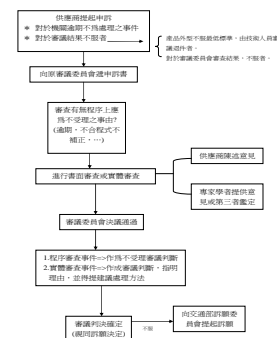 供應商提起申訴
* 對於機關逾期不為處理之事件
* 對於審議結果不服者
產品外型不服最低標準，由技術人員審
議退件者。
對於審議委員會審查結果，不服者。
向原審議委員會遞申訴書
審查有無程序上應
為不受理之事由?
(逾期，不合程式不
補正，…)
供應商陳述意見
進行書面審查或實體審查
專家學者提供意
見或第三者鑑定
審議委員會決議通過
1.程序審查事件=>作為不受理審議判斷
2.實體審查事件=>作成審議判斷，指明
理由，並得提建議處理方法
審議判決確定
(視同訴願決定)
不服
向交通部訴願委
員會提起訴願